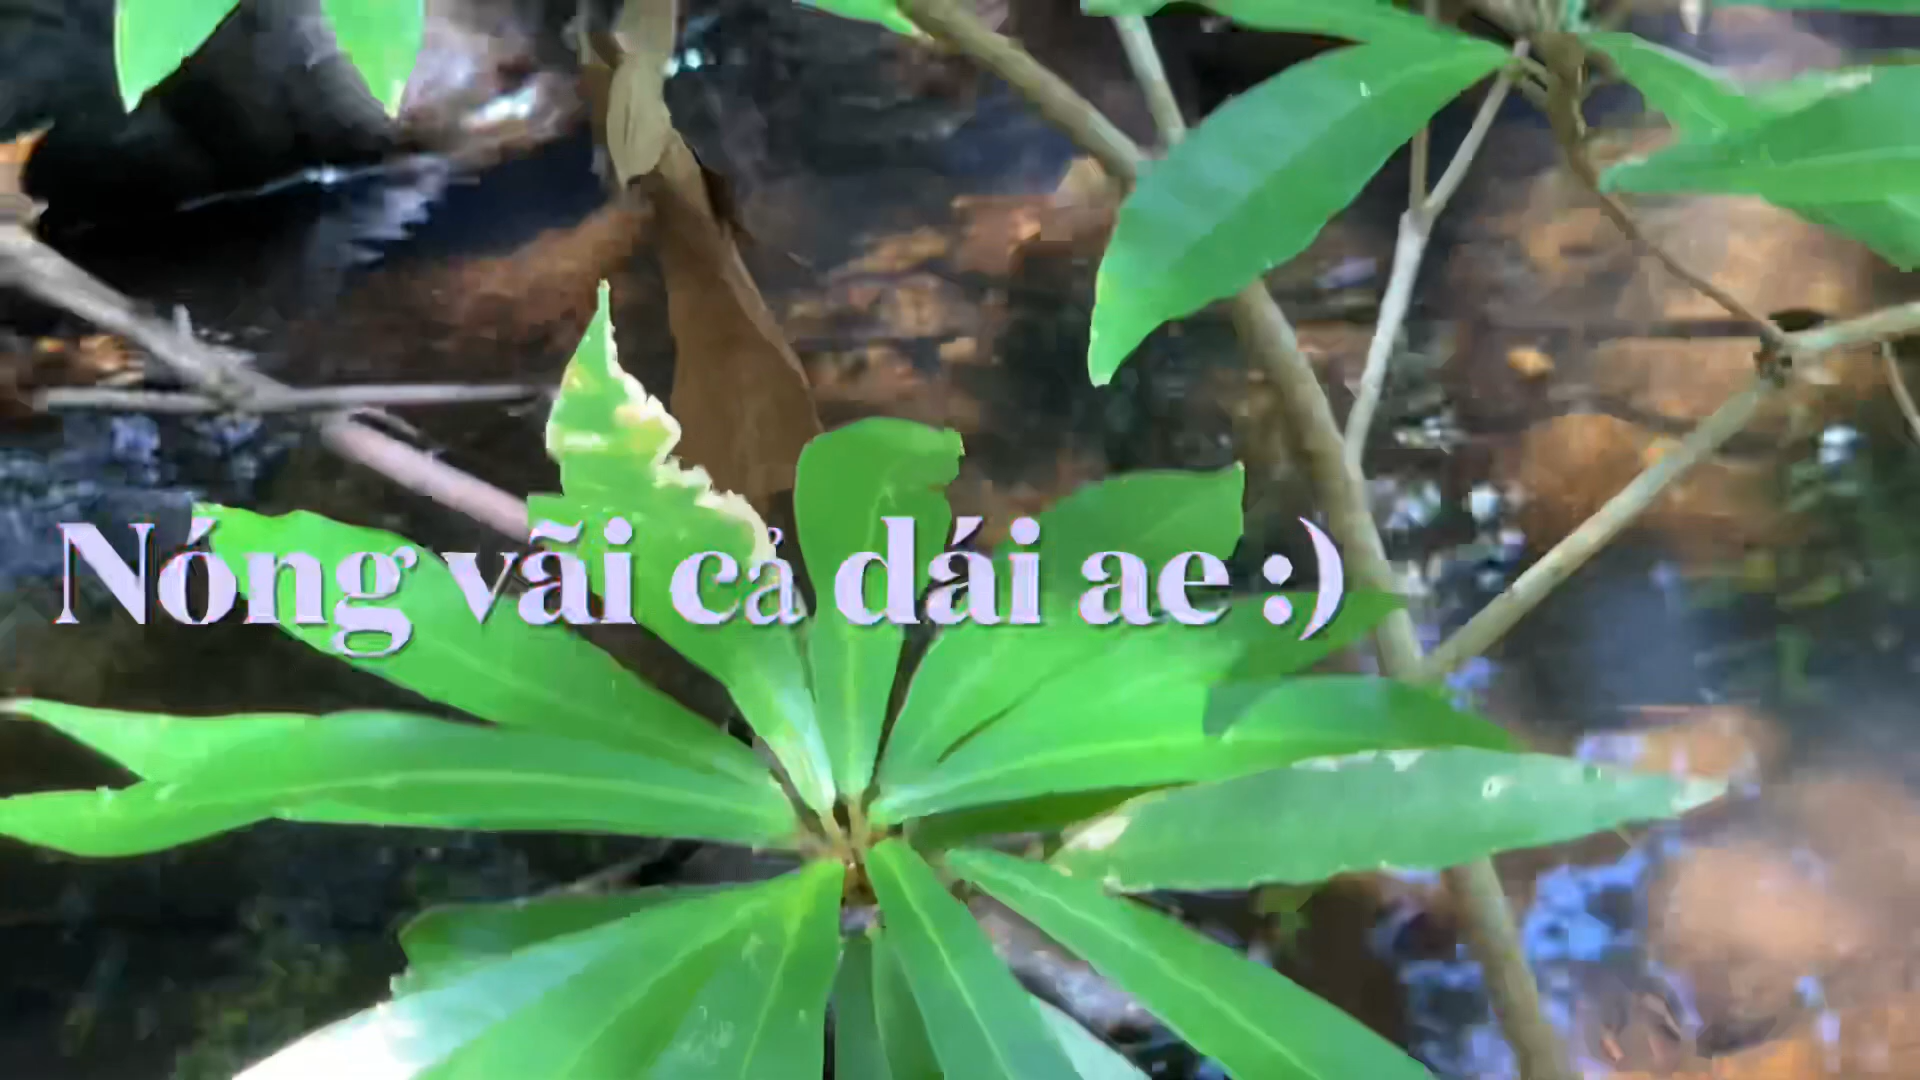 Nóng vãi cả dái ae :)